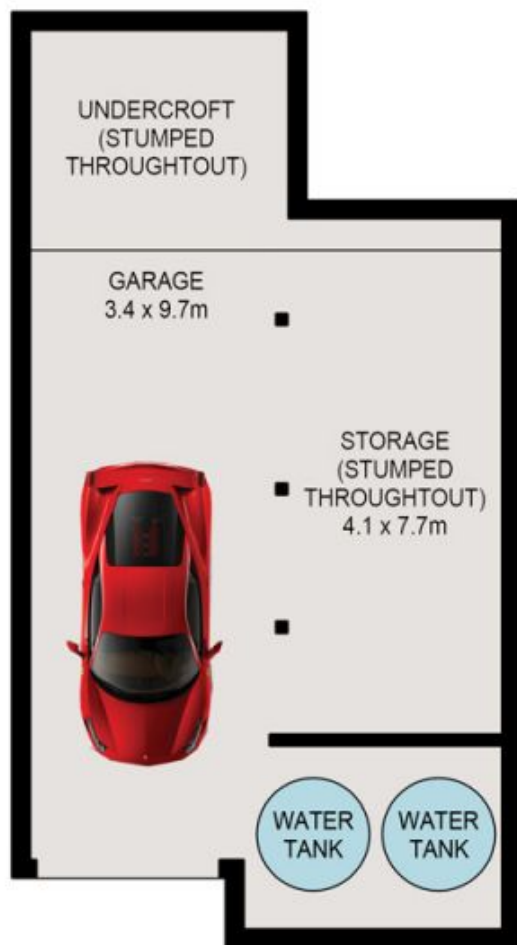 UNDERCROFT
(STUMPED
THROUGHTOUT)
GARAGE
3.4 x 9.7m
STORAGE
(STUMPED
THROUGHTOUT)
4.1 x 7.7m
WATER
TANK
WATER
TANK